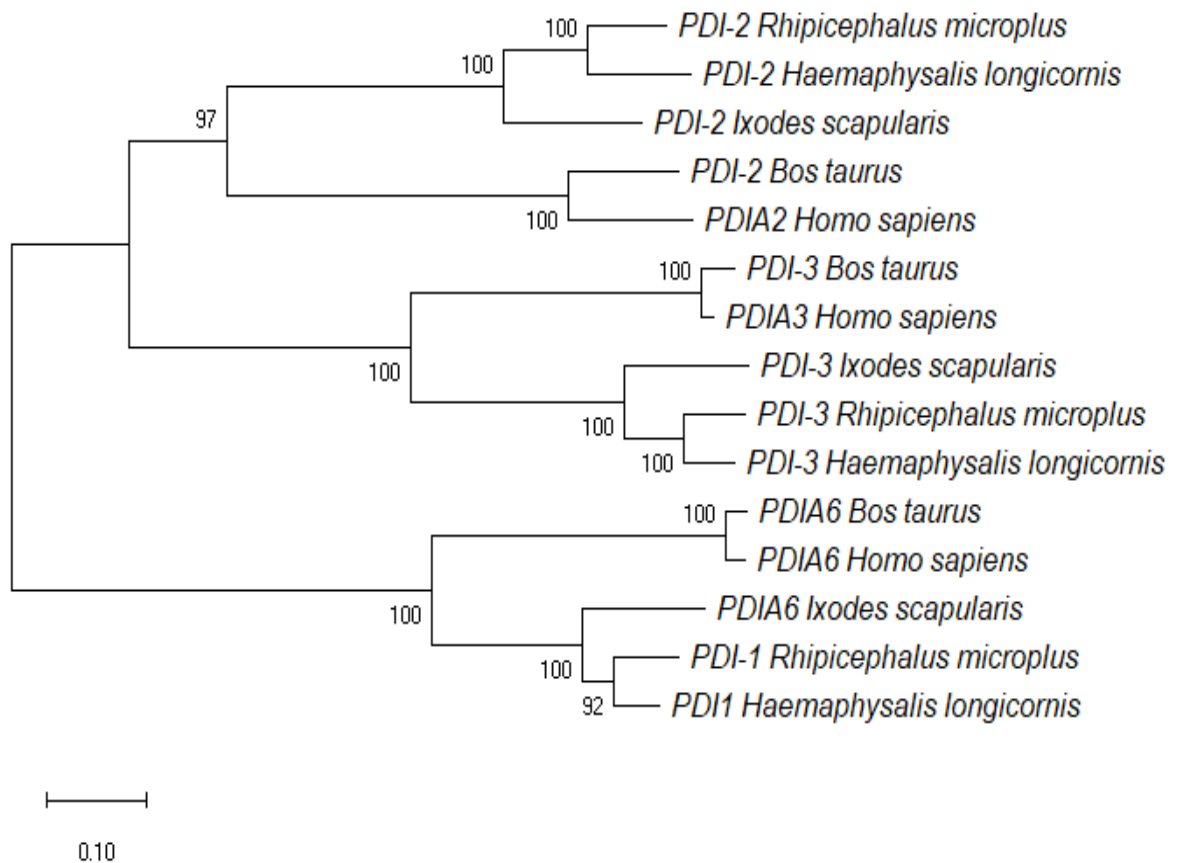 100
PDI-2 Rhipicephalus microplus
100
PDI-2 Haemaphysalis longicornis
97
PDI-2 Ixodes scapularis
PDI-2 Bos taurus
100
PDIA2 Homo sapiens
100
PDI-3 Bos taurus
PDIA3 Homo sapiens
100
PDI-3 Ixodes scapularis
100
PDI-3 Rhipicephalus microplus
100
PDI-3 Haemaphysalis longicornis
100
PDIA6 Bos taurus
PDIA6 Homo sapiens
100
PDIA6 Ixodes scapularis
100
PDI-1 Rhipicephalus microplus
92
PDI1 Haemaphysalis longicornis
0.10